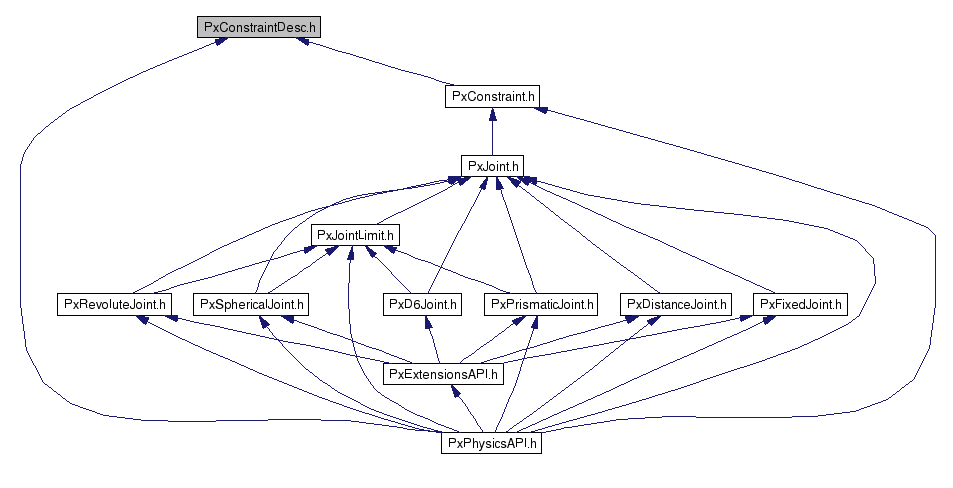 PxConstraintDesc.h
PxConstraint.h
PxJoint.h
PxJointLimit.h
PxRevoluteJoint.h
PxSphericalJoint.h
PxD6Joint.h
PxPrismaticJoint.h
PxDistanceJoint.h
PxFixedJoint.h
PxExtensionsAPI.h
PxPhysicsAPI.h